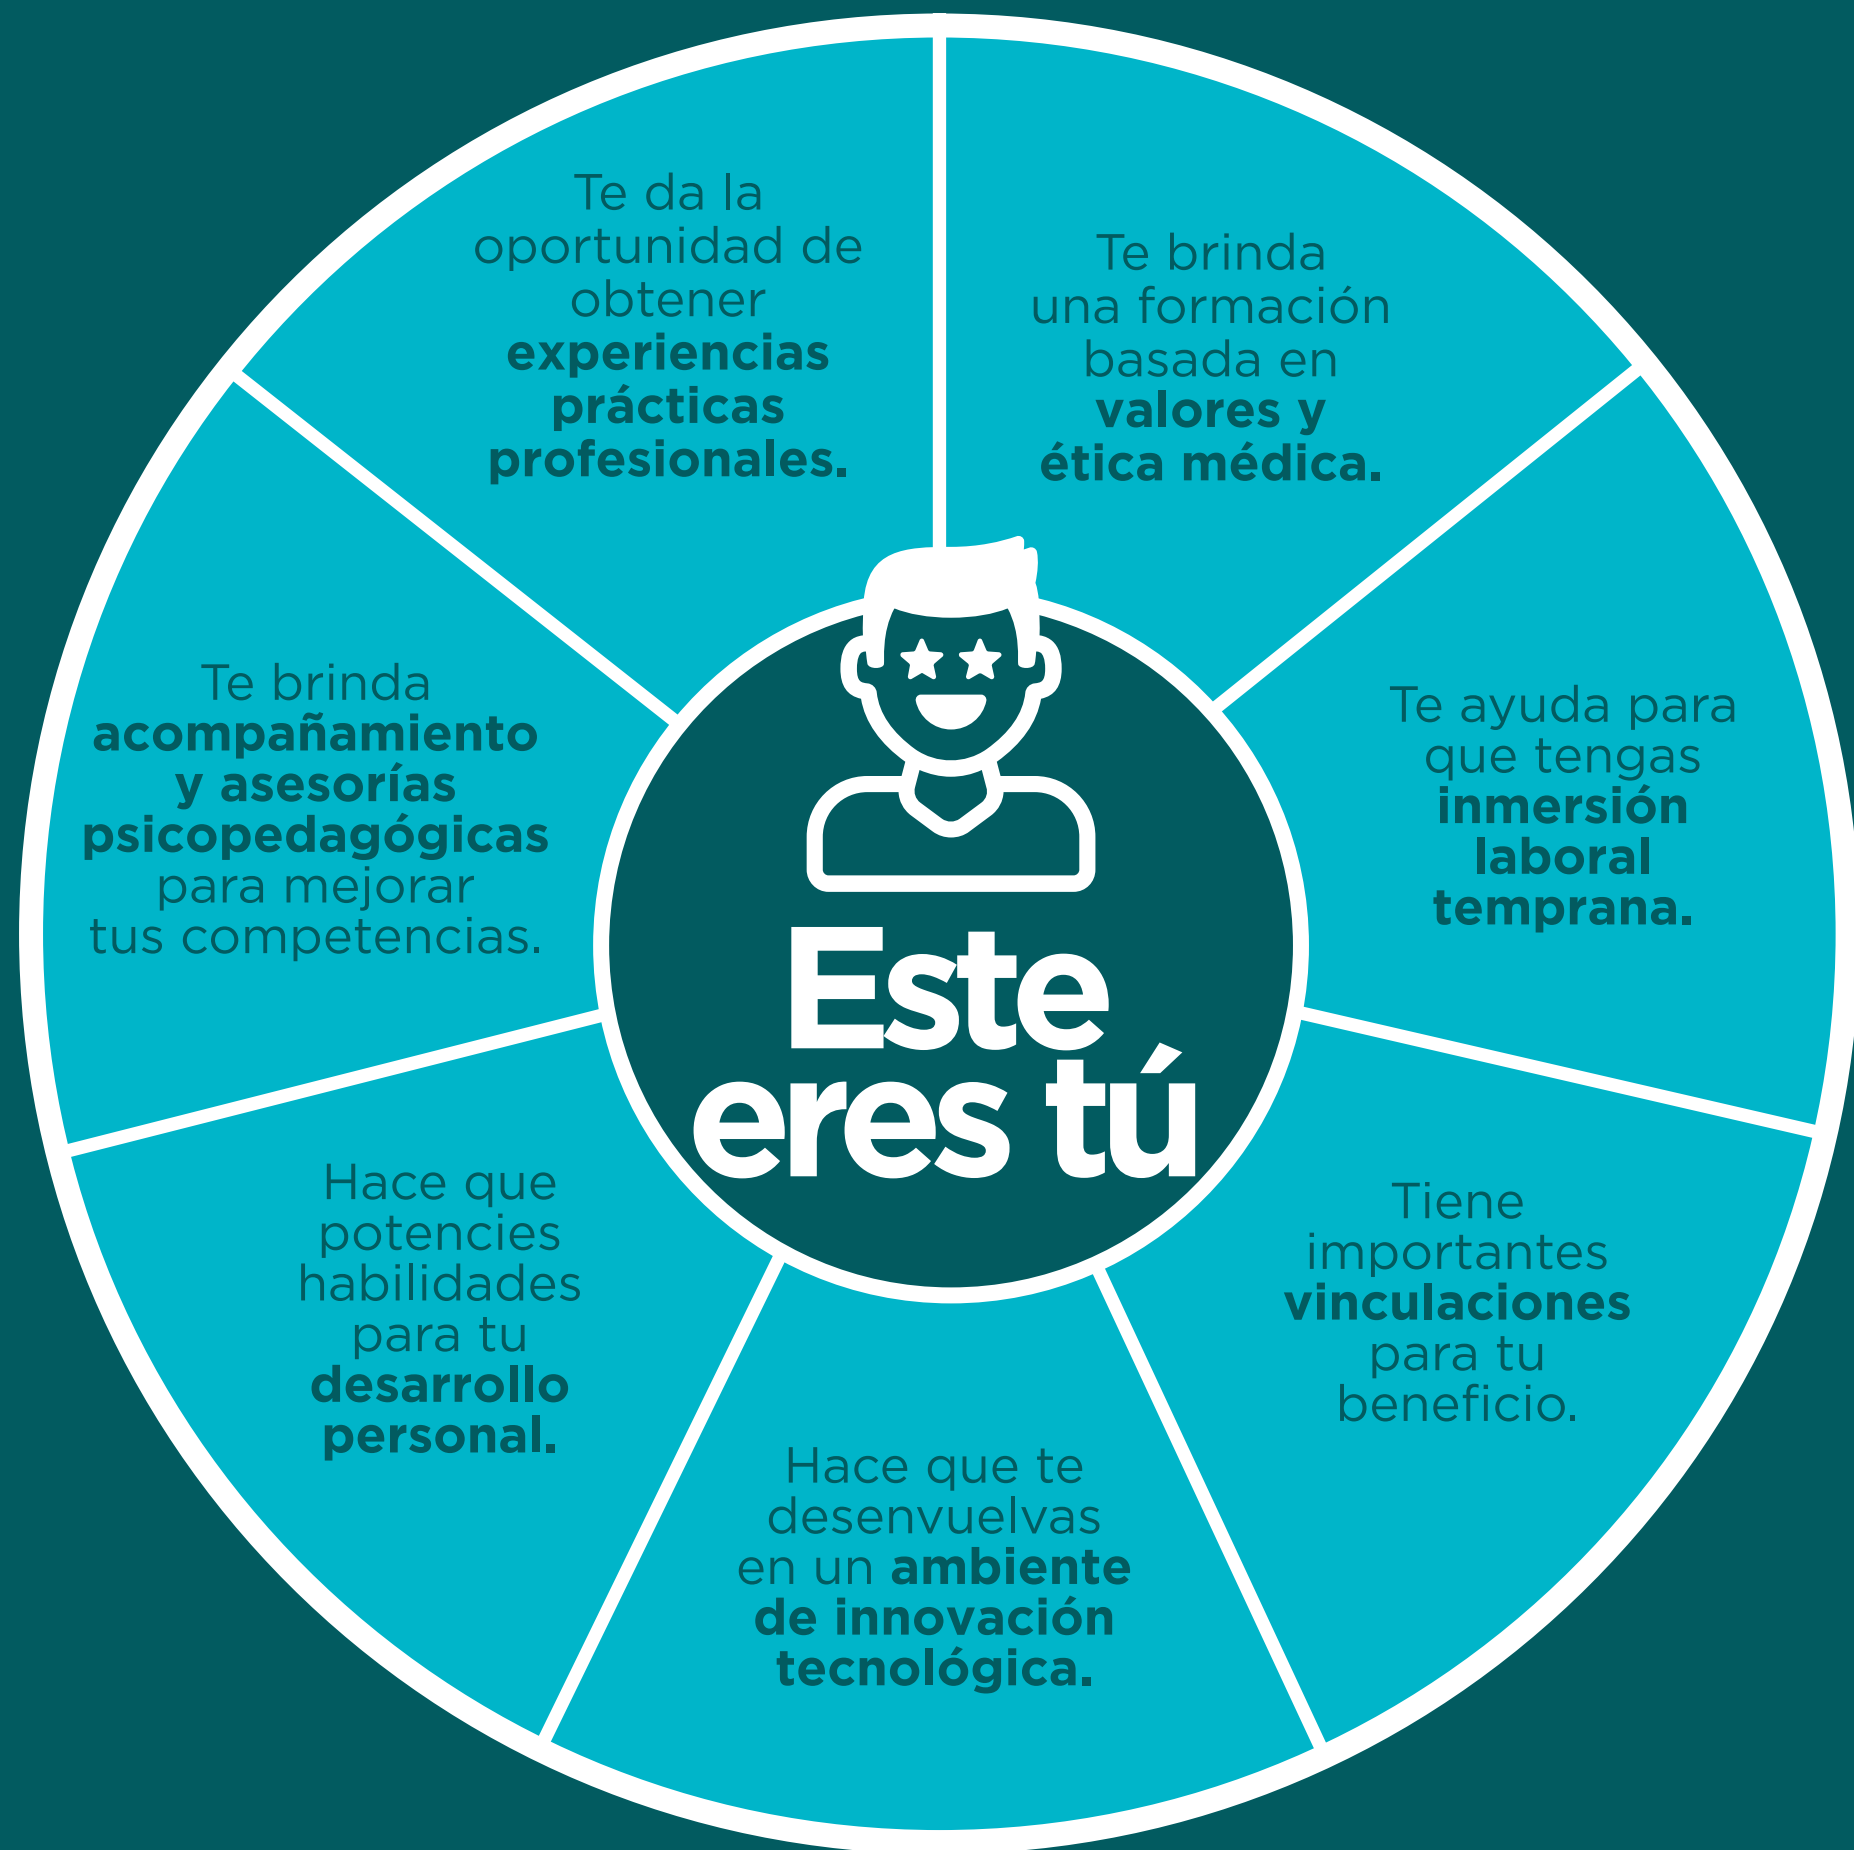 Te da la
oportunidad de
obtener
experiencias
prácticas
profesionales.
Te brinda
una formación
basada en
valores y
ética médica.
Te ayuda para
que tengas
inmersión
laboral
temprana.
Tiene
importantes
vinculaciones
para tu
beneficio.
Hace que te
desenvuelvas
en un ambiente
de innovación
tecnológica.
Hace que
potencies
habilidades
para tu
desarrollo
personal.
Te brinda
acompañamiento
y asesorías
psicopedagógicas
para mejorar
tus competencias.
Este
eres tú